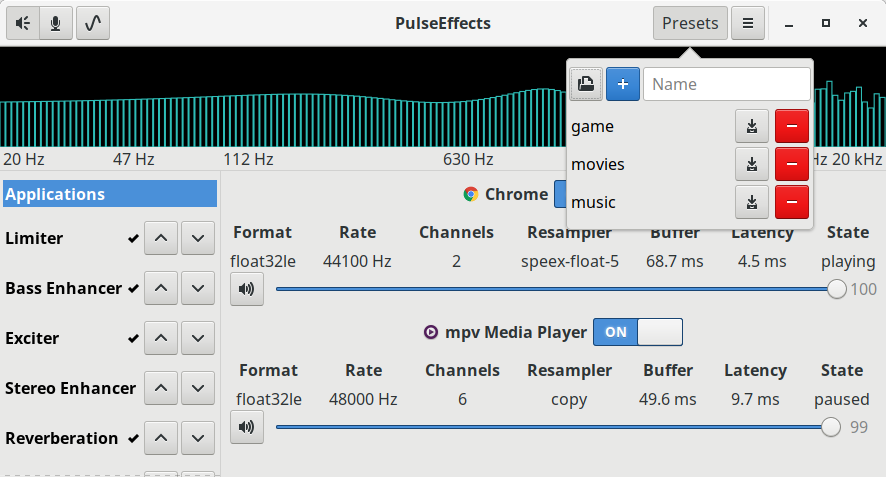 PulseEffects
Presets
Name
game
movies
music
20 Hz 47 Hz 112 Hz 630 Hz Hz 20 kHz
Applications
Limiter
Bass Enhancer
Exciter
Stereo Enhancer
Reverberation
Chrome
Format Rate Channels Resampler Buffer Latency State
float32le 44100 Hz 2 speex-float-5 68.7 ms 4.5 ms playing
100
mpv Media Player ON
Format Rate Channels Resampler Buffer Latency State
float32le 48000 Hz 6 copy 49.6 ms 9.7 ms paused
99